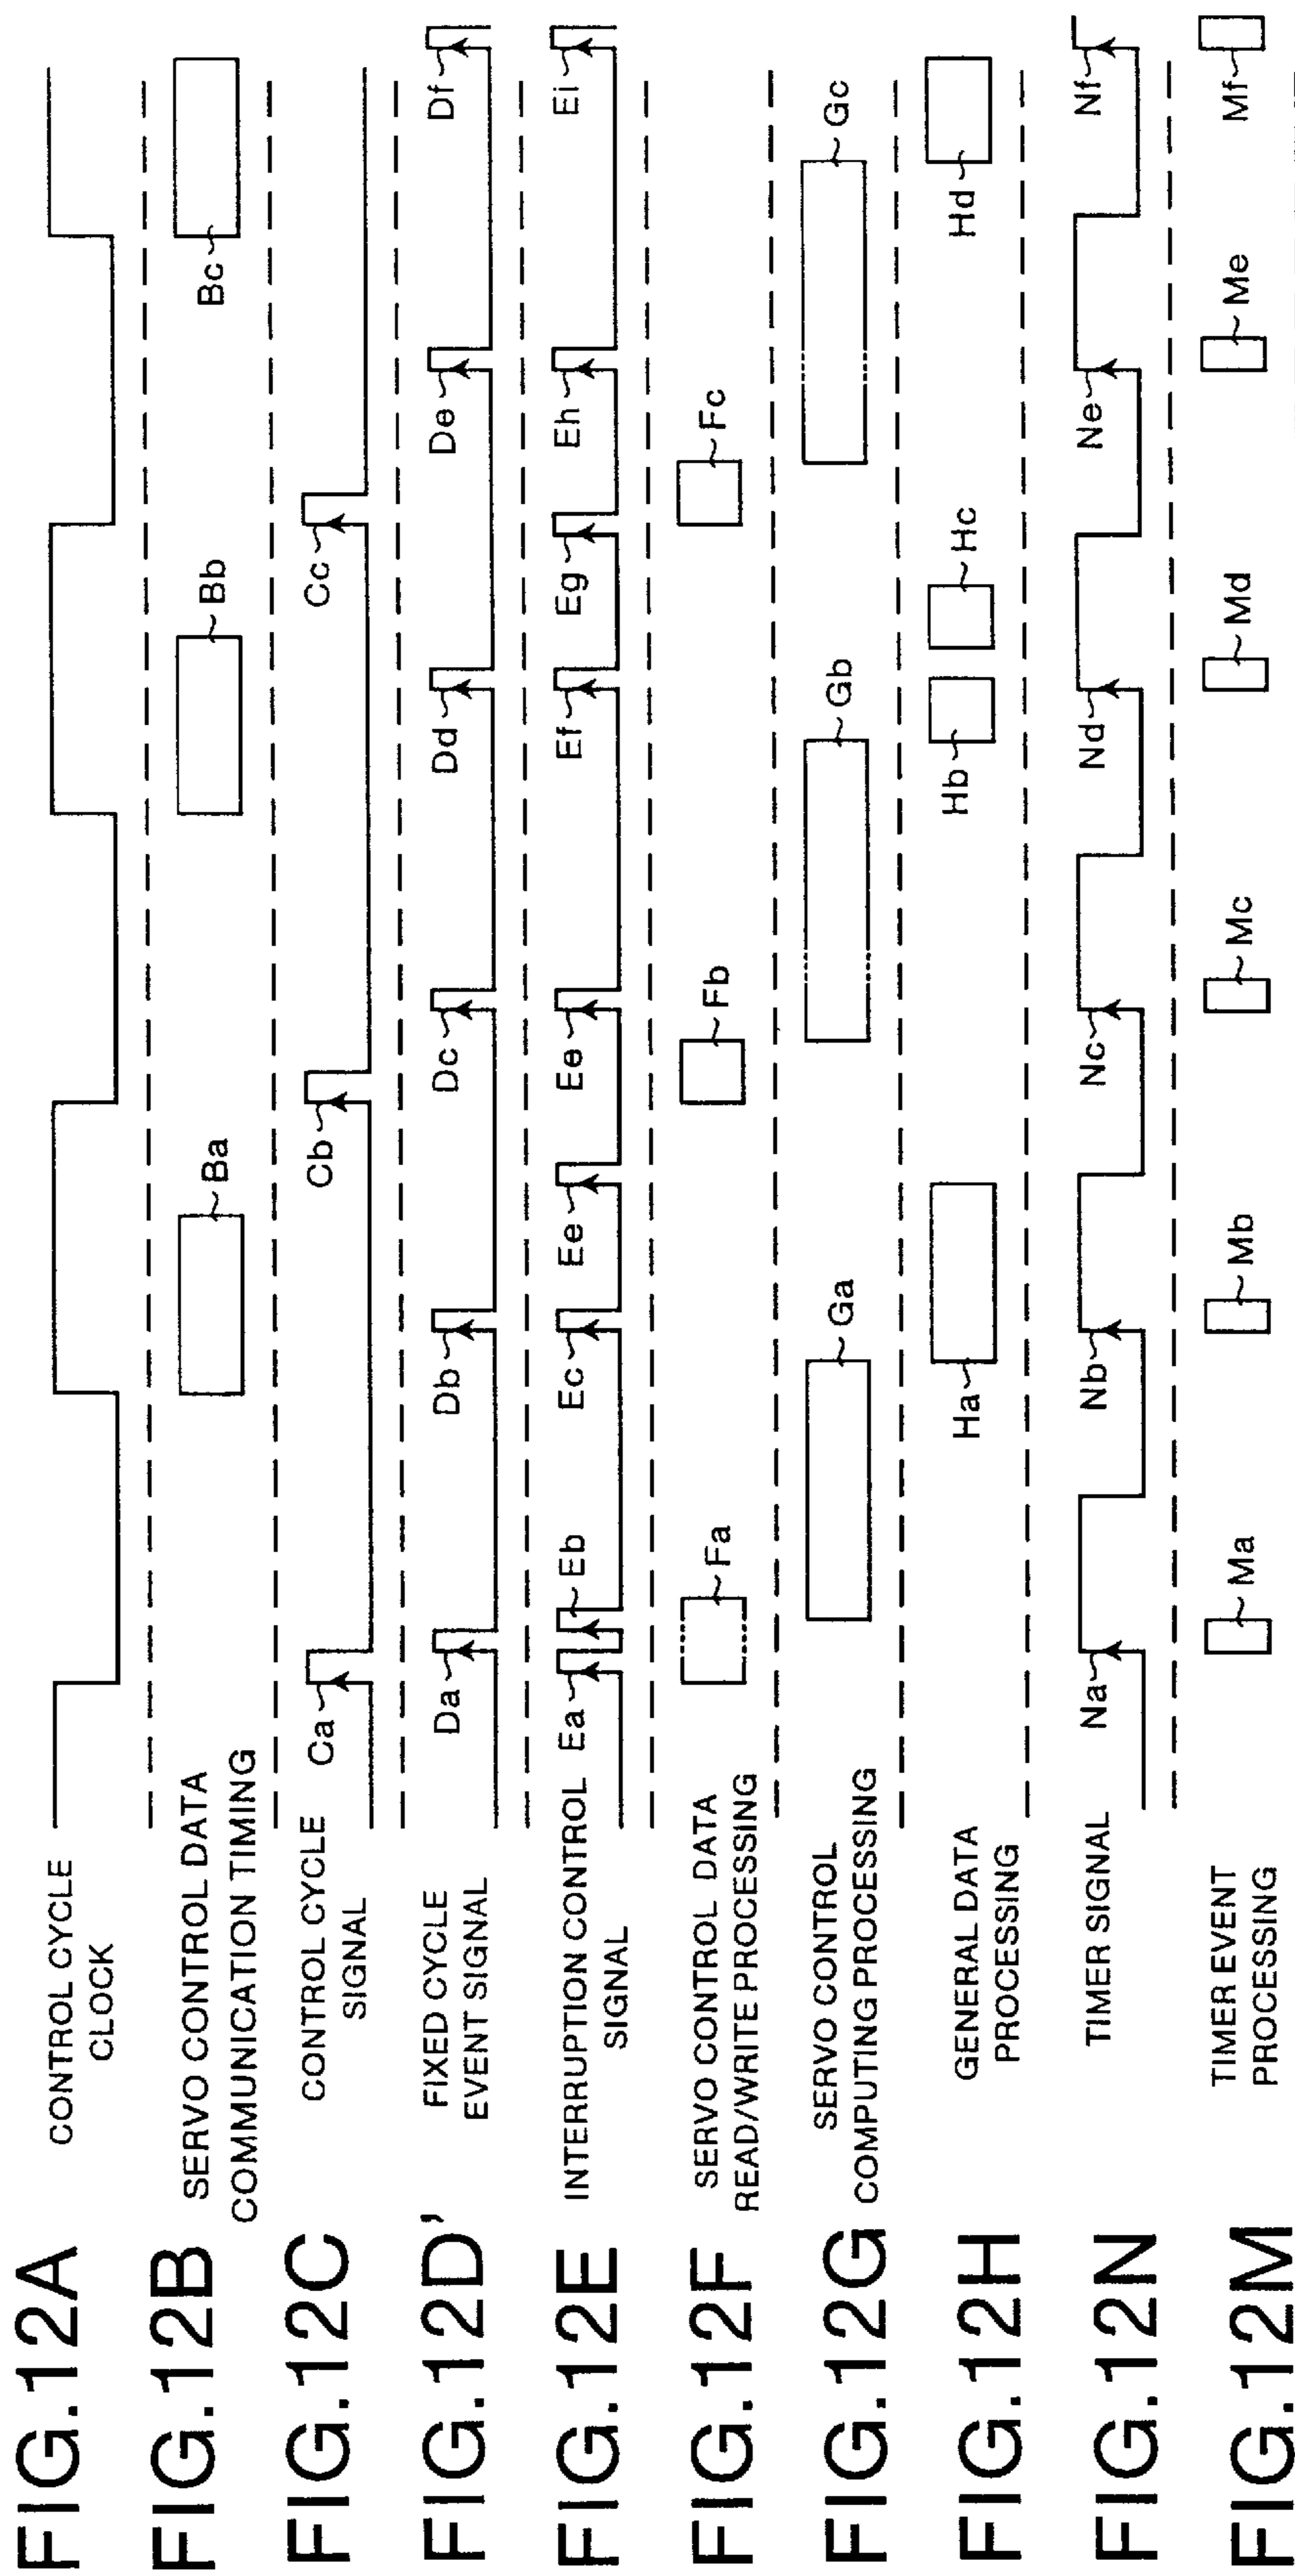 FIG.12A
CONTROL CYCLE
CLOCK
FIG.12B
SERVO CONTROL DATA
COMMUNICATION TIMING
Ba
Bb
Bc
FIG.12C
CONTROL CYCLE
SIGNAL
Ca
Cb
Cc
FIG.12D'
FIXED CYCLE
EVENT SIGNAL
Da
Db
Dc
Dd
De
Df
FIG.12E
INTERRUPTION CONTROL
SIGNAL
Ea
Eb
Ec
Ee
Ee
Ef
Eg
Eh
Ei
FIG.12F
SERVO CONTROL DATA
READ/WRITE PROCESSING
Fa
Fb
Fc
FIG.12G
SERVO CONTROL
COMPUTING PROCESSING
Ga
Gb
Gc
FIG.12H
GENERAL DATA
PROCESSING
Ha
Hb
Hc
Hd
FIG.12N
TIMER SIGNAL
Na
Nb
Nc
Nd
Ne
Nf
FIG.12M
TIMER EVENT
PROCESSING
Ma
Mb
Mc
Md
Me
Mf